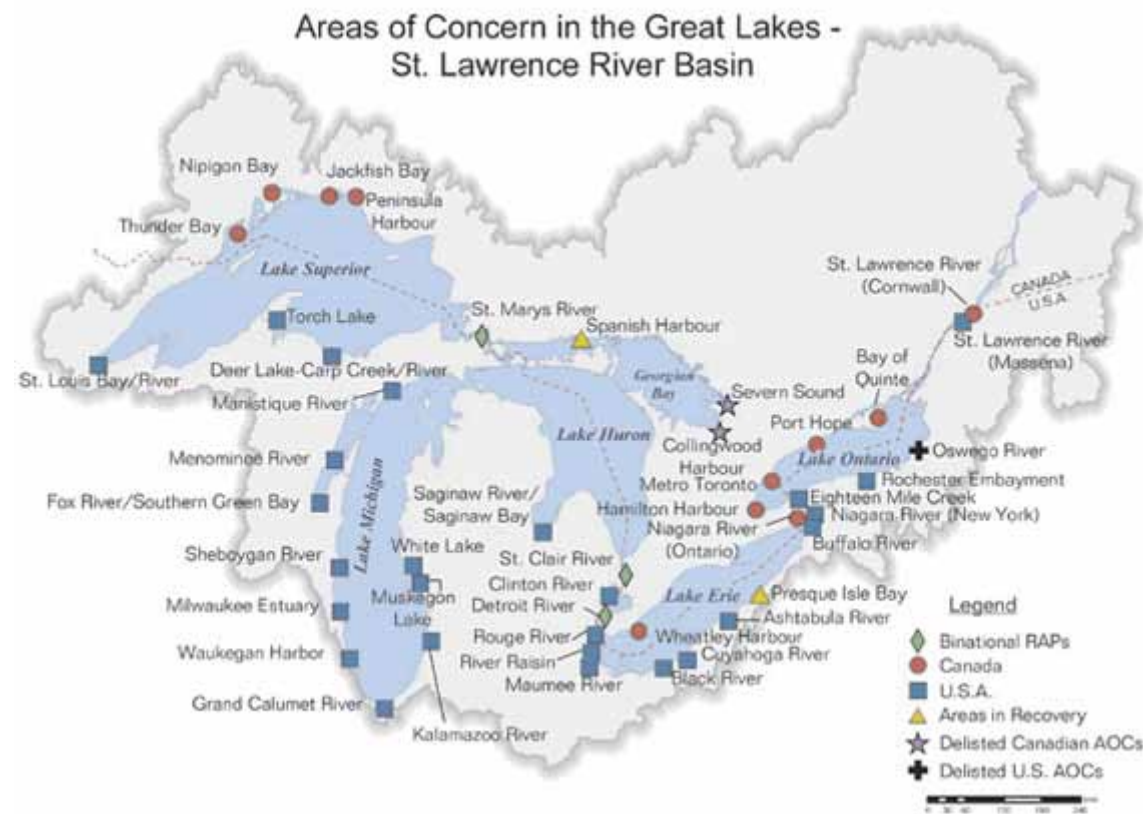 Areas of Concern in the Great Lakes -
St. Lawrence River Basin
Nipigon Bay
Jackfish Bay
Peninsula
Harbour
Thunder Bay
Lake Superior
St. Lawrence River
(Cornwall)
CANADA
U.S.A
St. Marys River
Spanish Harbour
Torch Lake
St. Lawrence River
(Massena)
St. Louis Bay/River
Deer Lake-Carp Creek/River
Manistique River
Georgian
Bay
Bay of
Quinte
Severn Sound
Port Hope
Lake Huron
Collingwood
Harbour
Lake Ontario
Oswego River
Menominee River
Metro Toronto
Rochester Embayment
Fox River/Southern Green Bay
Saginaw River/
Saginaw Bay
Eighteen Mile Creek
Hamilton Harbour
Niagara River (New York)
Niagara River
(Ontario)
Buffalo River
Lake Michigan
Sheboygan River
White Lake
St. Clair River
Clinton River
Muskegon
Lake
Lake Erie
Presque Isle Bay
Milwaukee Estuary
Detroit River
Ashtabula River
Rouge River
Wheatley Harbour
Waukegan Harbor
River Raisin
Cuyahoga River
Maumee River
Black River
Grand Calumet River
Kalamazoo River
Legend
Binational RAPs
Canada
U.S.A.
Areas in Recovery
Delisted Canadian AOCs
Delisted U.S. AOCs